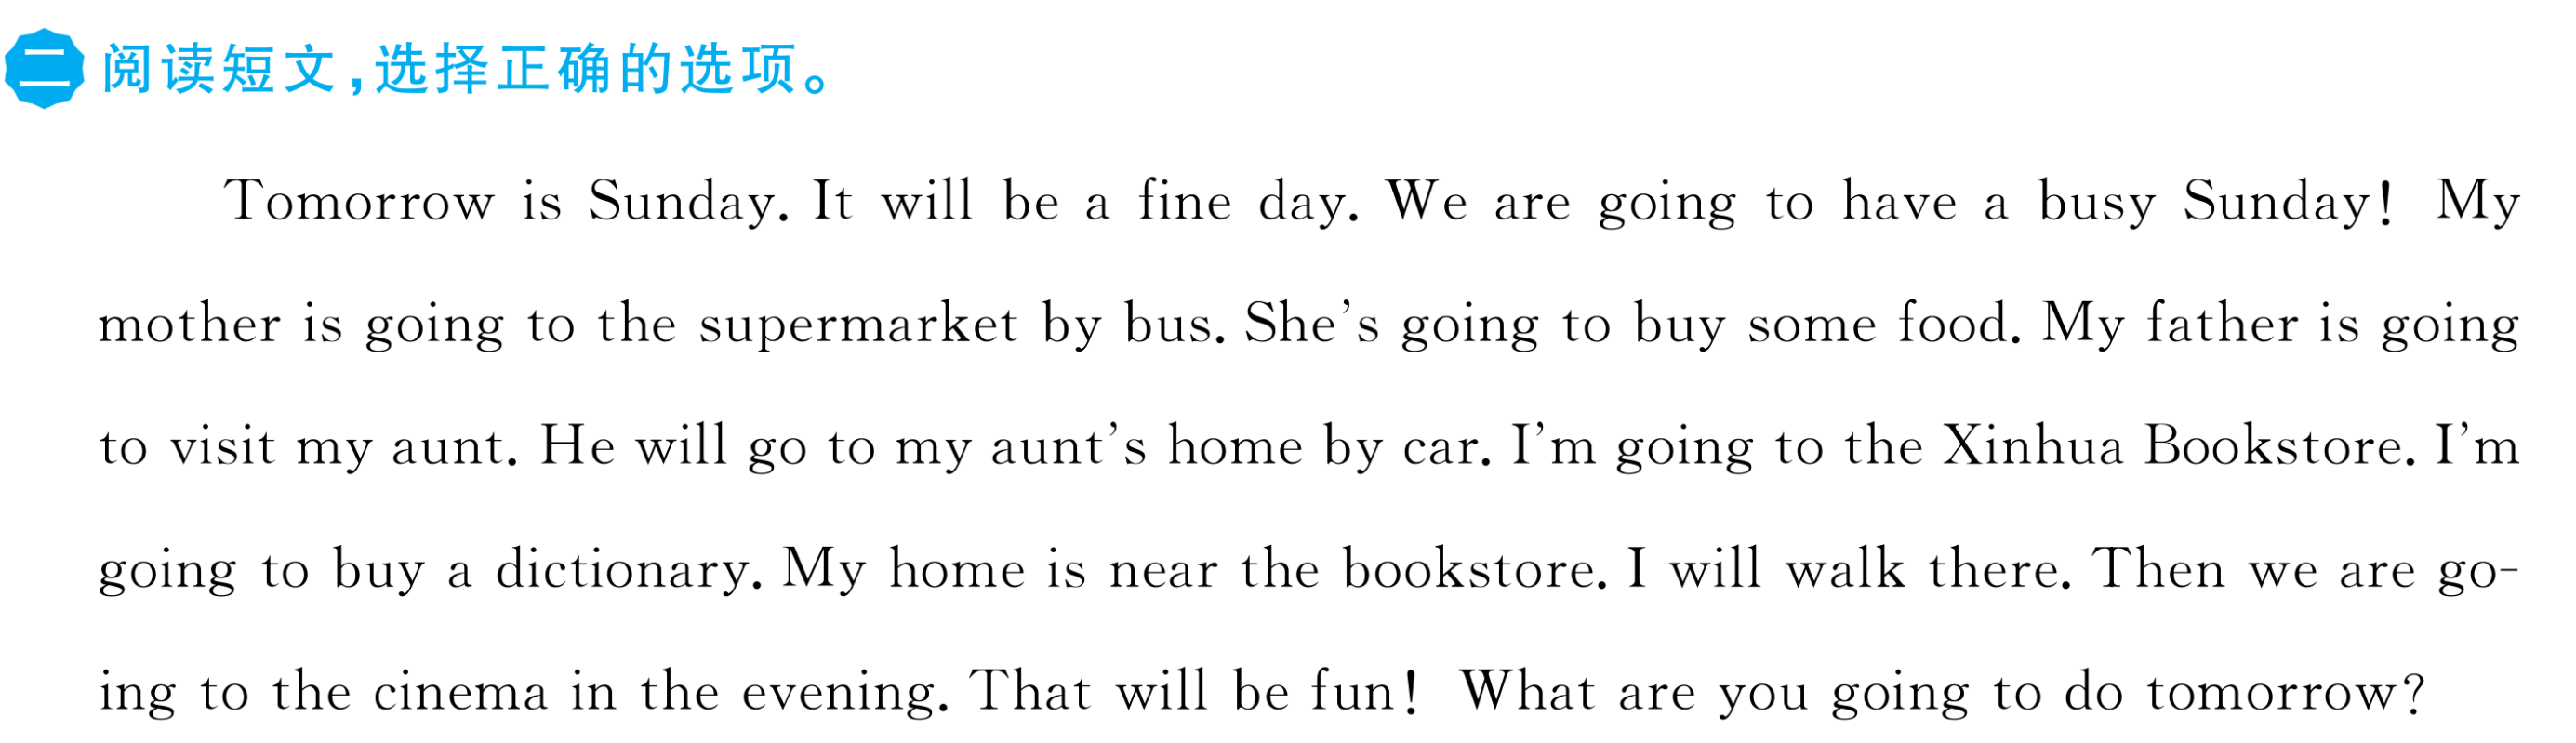 二 阅读短文,选择正确的选项。
Tomorrow is Sunday. It will be a fine day. We are going to have a busy Sunday! My
mother is going to the supermarket by bus. She's going to buy some food. My father is going
to visit my aunt. He will go to my aunt's home by car. I'm going to the Xinhua Bookstore. I'm
going to buy a dictionary. My home is near the bookstore. I will walk there. Then we are go-
ing to the cinema in the evening. That will be fun! What are you going to do tomorrow?